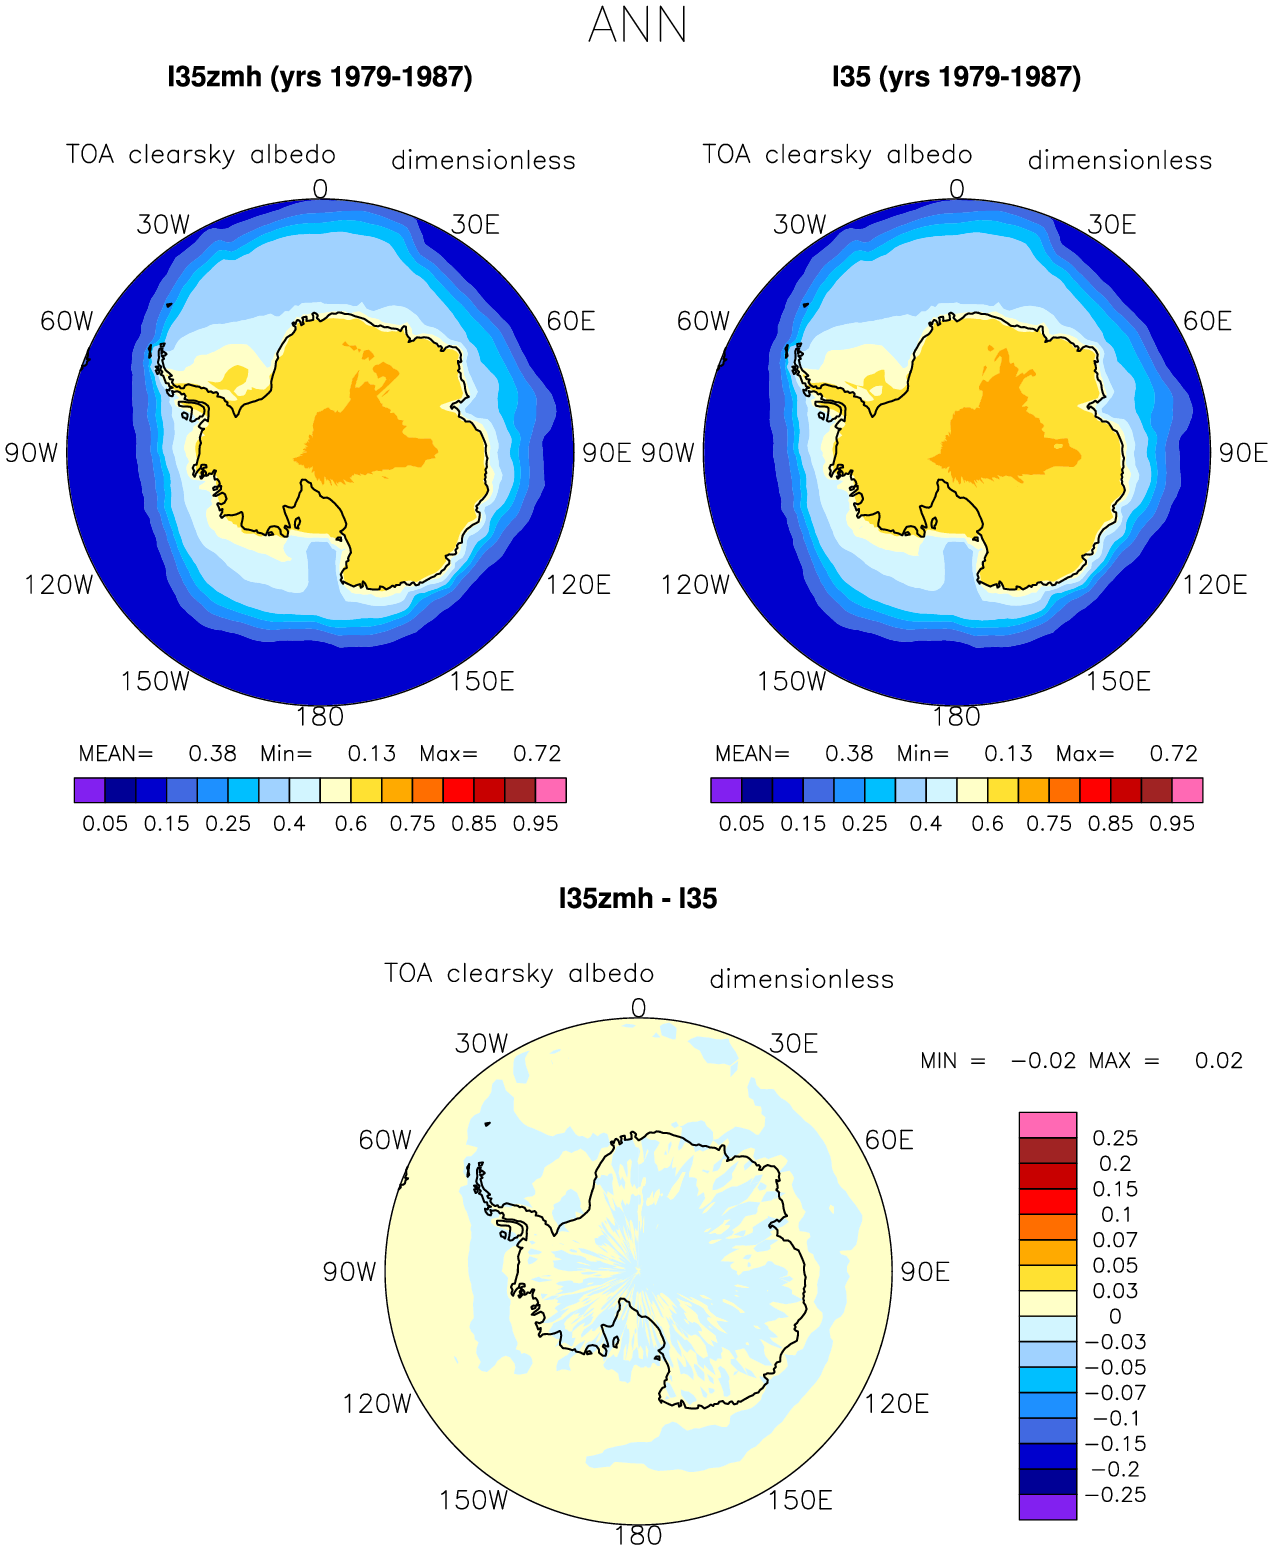 ANN
I35zmh (yrs 1979-1987)
I35 (yrs 1979-1987)
TOA clearsky albedo dimensionless
TOA clearsky albedo dimensionless
0
0
30W 30E
30W 30E
60W 60E
60W 60E
90W 90E
90W 90E
120W 120E
120W 120E
150W 150E
150W 150E
180
180
MEAN= 0.38 Min= 0.13 Max= 0.72
MEAN= 0.38 Min= 0.13 Max= 0.72
0.05 0.15 0.25 0.4 0.6 0.75 0.85 0.95
0.05 0.15 0.25 0.4 0.6 0.75 0.85 0.95
I35zmh - I35
TOA clearsky albedo dimensionless
0
30W 30E
60W 60E
90W 90E
120W 120E
150W 150E
180
MIN = -0.02 MAX = 0.02
0.25
0.2
0.15
0.1
0.07
0.05
0.03
0
-0.03
-0.05
-0.07
-0.1
-0.15
-0.2
-0.25